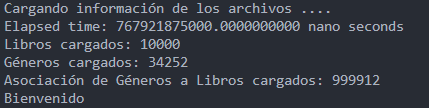 Cargando información de los archivos ....
Elapsed time: 767921875000.0000000000 nano seconds
Libros cargados: 10000
Géneros cargados: 34252
Asociación de Géneros a Libros cargados: 999912
Bienvenido